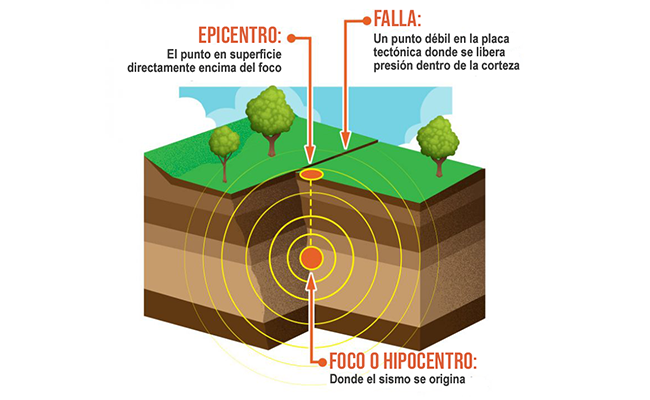 EPICENTRO:
El punto en superficie
directamente encima del foco
FALLA:
Un punto débil en la placa
tectónica donde se libera
presión dentro de la corteza
FOCO O HIPOCENTRO:
Donde el sismo se origina